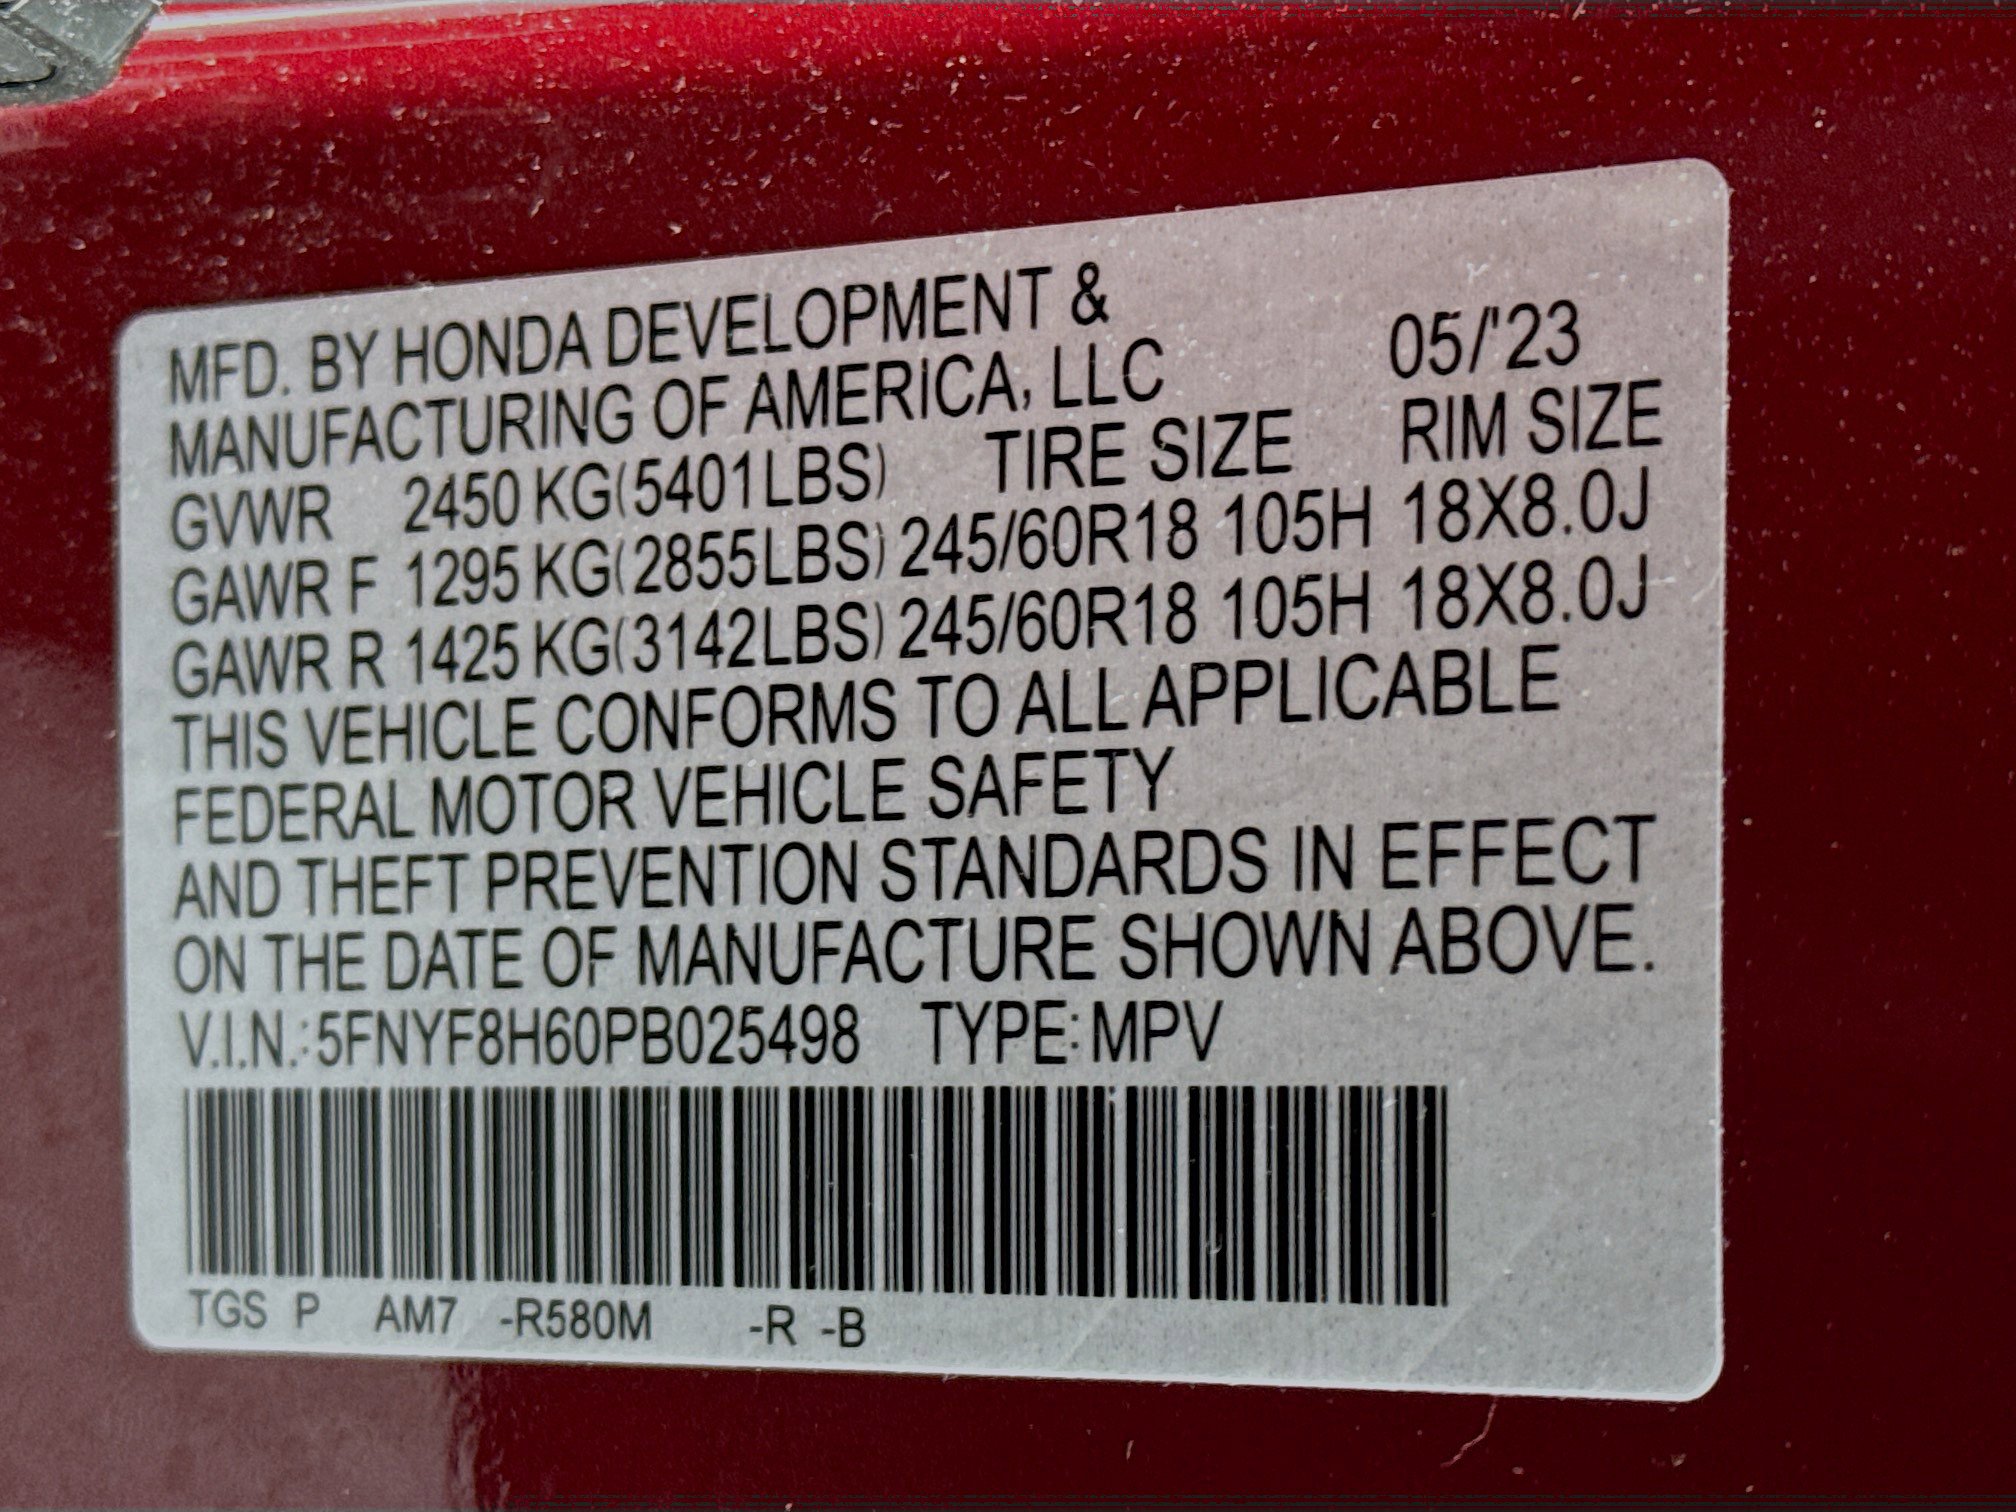 MFD. BY HONDA DEVELOPMENT &
MANUFACTURING OF AMERICA, LLC 05/'23
GVWR 2450 KG(5401LBS) TIRE SIZE RIM SIZE
GAWR F 1295 KG(2855LBS) 245/60R18 105H 18X8.0J
GAWR R 1425 KG(3142LBS) 245/60R18 105H 18X8.0J
THIS VEHICLE CONFORMS TO ALL APPLICABLE
FEDERAL MOTOR VEHICLE SAFETY
AND THEFT PREVENTION STANDARDS IN EFFECT
ON THE DATE OF MANUFACTURE SHOWN ABOVE.
V.I.N.:5FNYF8H60PB025498 TYPE:MPV
TGS P AM7 -R580M -R -B